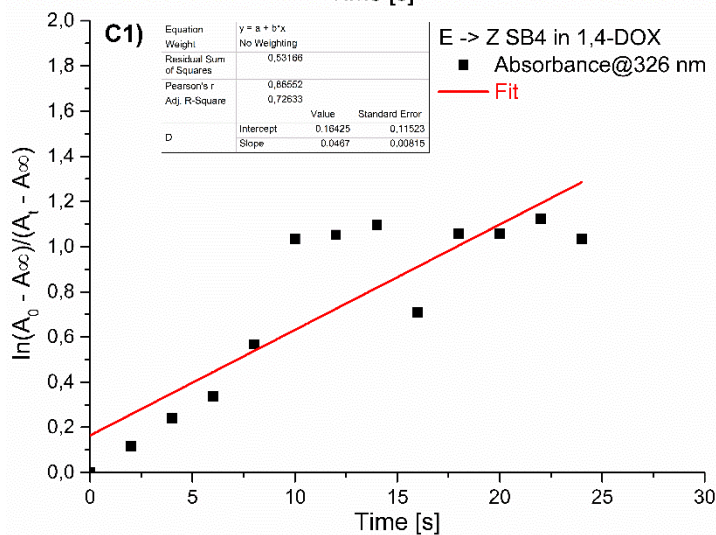 Time [s]
C1)
Equation y = a + b*x
Weight No Weighting
Residual Sum of Squares 0,53166
Pearson's r 0,86552
Adj. R-Square 0,72633
Value Standard Error
D Intercept 0.16425 0,11523
Slope 0.0467 0,00815
E -> Z SB4 in 1,4-DOX
Absorbance@326 nm
Fit
ln(A₀ - A∞)/(Aₜ - A∞)
2,0
1,8
1,6
1,4
1,2
1,0
0,8
0,6
0,4
0,2
0,0
0 5 10 15 20 25 30
Time [s]